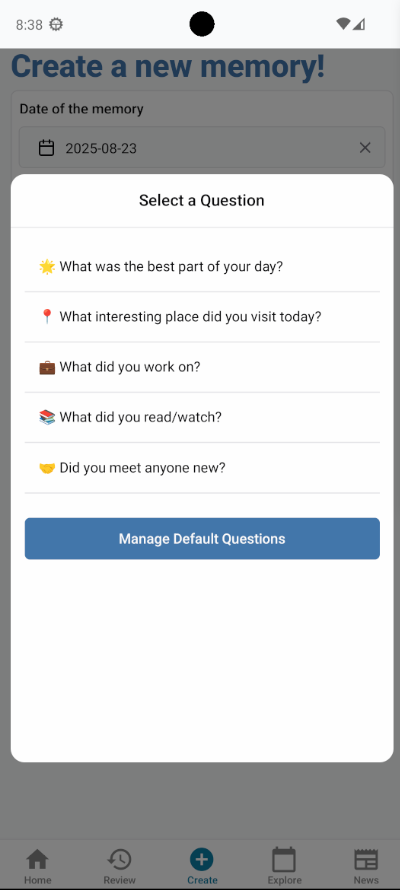 8:38
Create a new memory!
Date of the memory
2025-08-23
Select a Question
🌟 What was the best part of your day?
📍 What interesting place did you visit today?
💼 What did you work on?
📚 What did you read/watch?
🤝 Did you meet anyone new?
Manage Default Questions
Home Review Create Explore News